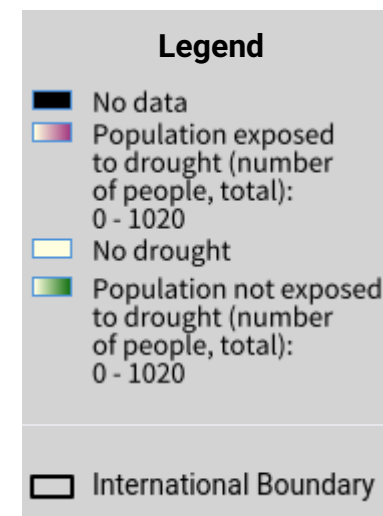 Legend
No data
Population exposed
to drought (number
of people, total):
0 - 1020
No drought
Population not exposed
to drought (number
of people, total):
0 - 1020
International Boundary